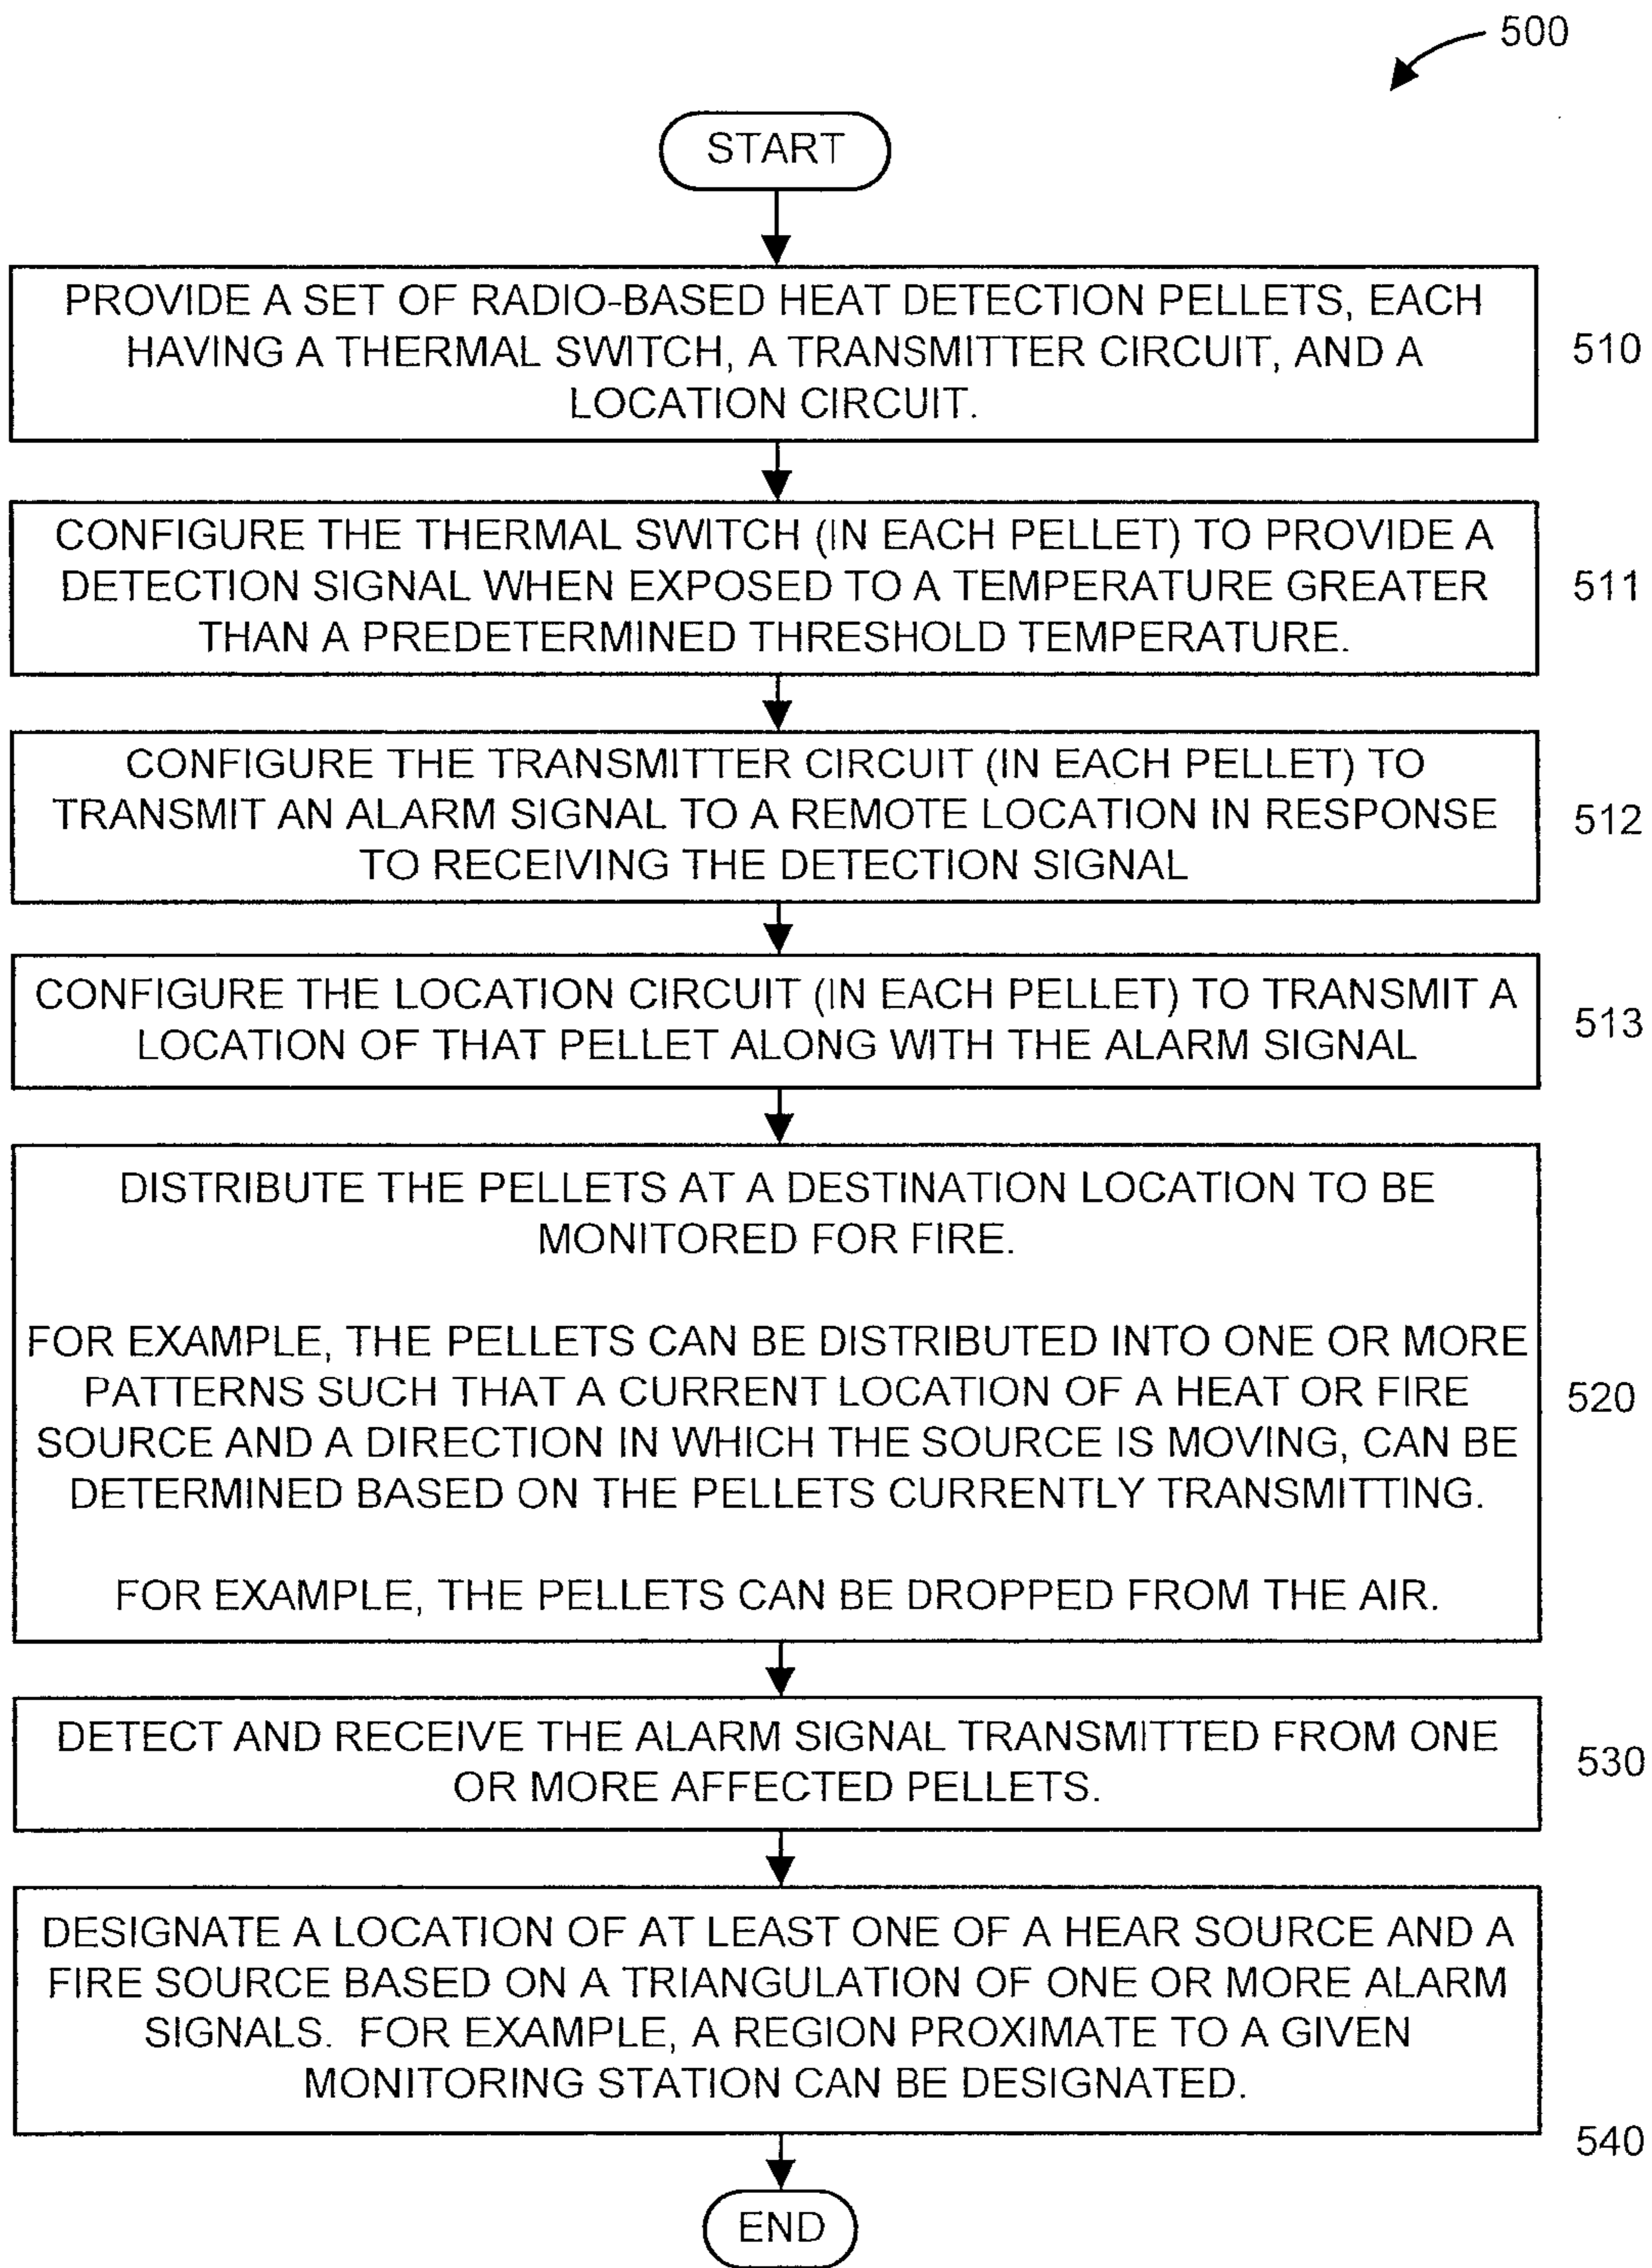 500
START
PROVIDE A SET OF RADIO-BASED HEAT DETECTION PELLETS, EACH
HAVING A THERMAL SWITCH, A TRANSMITTER CIRCUIT, AND A
LOCATION CIRCUIT.
510
CONFIGURE THE THERMAL SWITCH (IN EACH PELLET) TO PROVIDE A
DETECTION SIGNAL WHEN EXPOSED TO A TEMPERATURE GREATER
THAN A PREDETERMINED THRESHOLD TEMPERATURE.
511
CONFIGURE THE TRANSMITTER CIRCUIT (IN EACH PELLET) TO
TRANSMIT AN ALARM SIGNAL TO A REMOTE LOCATION IN RESPONSE
TO RECEIVING THE DETECTION SIGNAL
512
CONFIGURE THE LOCATION CIRCUIT (IN EACH PELLET) TO TRANSMIT A
LOCATION OF THAT PELLET ALONG WITH THE ALARM SIGNAL
513
DISTRIBUTE THE PELLETS AT A DESTINATION LOCATION TO BE
MONITORED FOR FIRE.
FOR EXAMPLE, THE PELLETS CAN BE DISTRIBUTED INTO ONE OR MORE
PATTERNS SUCH THAT A CURRENT LOCATION OF A HEAT OR FIRE
SOURCE AND A DIRECTION IN WHICH THE SOURCE IS MOVING, CAN BE
DETERMINED BASED ON THE PELLETS CURRENTLY TRANSMITTING.
FOR EXAMPLE, THE PELLETS CAN BE DROPPED FROM THE AIR.
520
DETECT AND RECEIVE THE ALARM SIGNAL TRANSMITTED FROM ONE
OR MORE AFFECTED PELLETS.
530
DESIGNATE A LOCATION OF AT LEAST ONE OF A HEAR SOURCE AND A
FIRE SOURCE BASED ON A TRIANGULATION OF ONE OR MORE ALARM
SIGNALS. FOR EXAMPLE, A REGION PROXIMATE TO A GIVEN
MONITORING STATION CAN BE DESIGNATED.
540
END